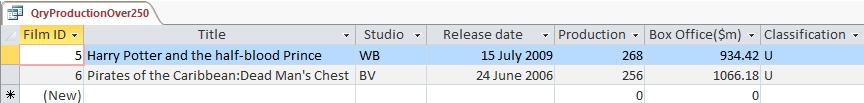 QryProductionOver250
Film ID Title Studio Release date Production Box Office($m) Classification
5 Harry Potter and the half-blood Prince WB 15 July 2009 268 934.42 U
6 Pirates of the Caribbean:Dead Man's Chest BV 24 June 2006 256 1066.18 U
* (New) 0 0